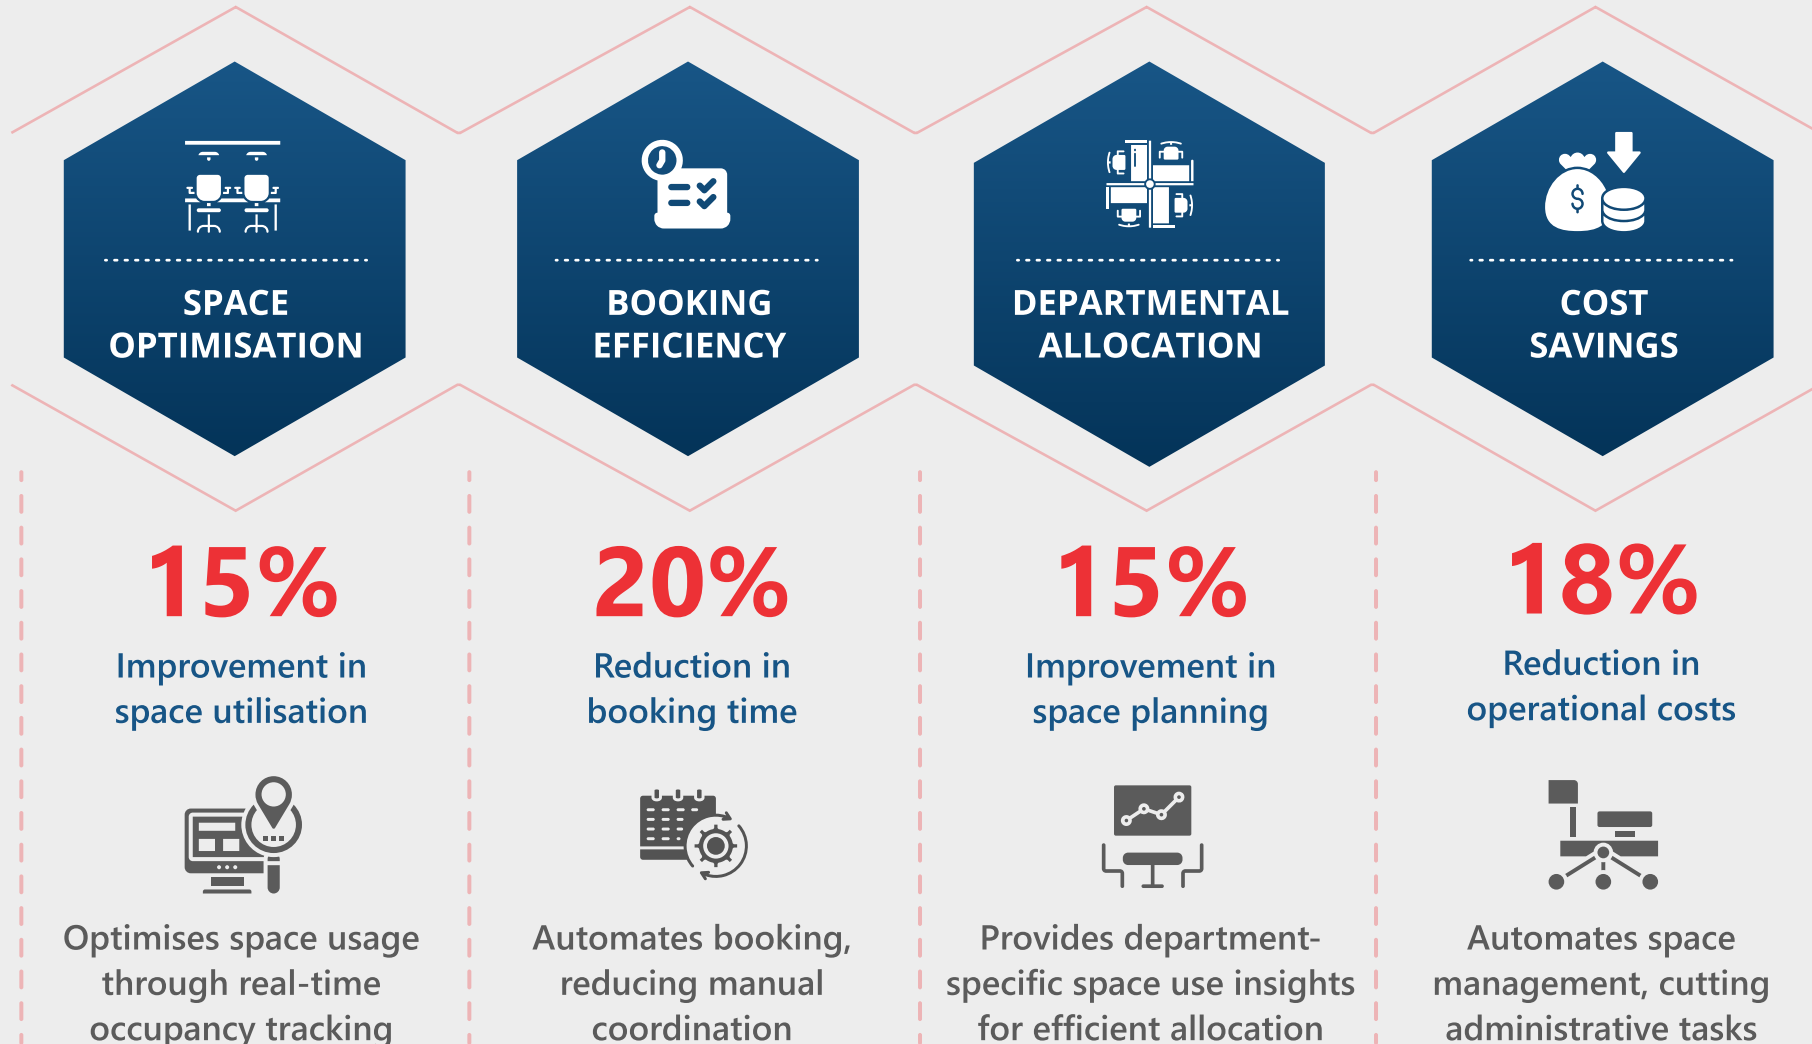 SPACE
OPTIMISATION
BOOKING
EFFICIENCY
DEPARTMENTAL
ALLOCATION
COST
SAVINGS
15%
Improvement in
space utilisation
20%
Reduction in
booking time
15%
Improvement in
space planning
18%
Reduction in
operational costs
Optimises space usage
through real-time
occupancy tracking
Automates booking,
reducing manual
coordination
Provides department-
specific space use insights
for efficient allocation
Automates space
management, cutting
administrative tasks